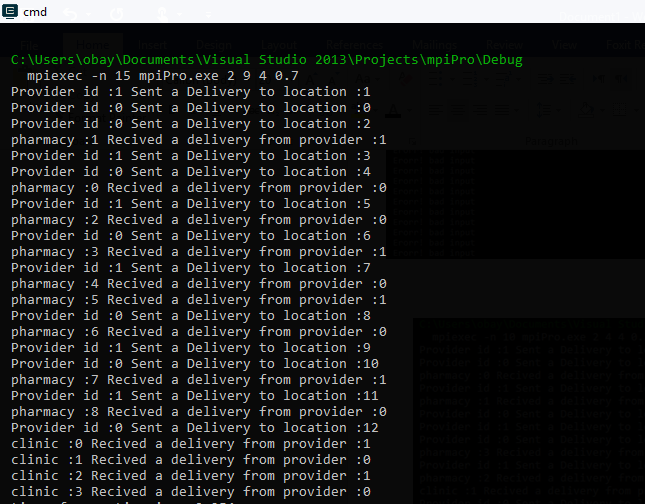 cmd
C:\Users\obay\Documents\Visual Studio 2013\Projects\mpiPro\Debug
mpiexec -n 15 mpiPro.exe 2 9 4 0.7
Provider id :1 Sent a Delivery to location :1
Provider id :0 Sent a Delivery to location :0
Provider id :0 Sent a Delivery to location :2
pharmacy :1 Recived a delivery from provider :1
Provider id :1 Sent a Delivery to location :3
Provider id :0 Sent a Delivery to location :4
pharmacy :0 Recived a delivery from provider :0
Provider id :1 Sent a Delivery to location :5
pharmacy :2 Recived a delivery from provider :0
Provider id :0 Sent a Delivery to location :6
pharmacy :3 Recived a delivery from provider :1
Provider id :1 Sent a Delivery to location :7
pharmacy :4 Recived a delivery from provider :0
pharmacy :5 Recived a delivery from provider :1
Provider id :0 Sent a Delivery to location :8
pharmacy :6 Recived a delivery from provider :0
Provider id :1 Sent a Delivery to location :9
Provider id :0 Sent a Delivery to location :10
pharmacy :7 Recived a delivery from provider :1
Provider id :1 Sent a Delivery to location :11
pharmacy :8 Recived a delivery from provider :0
Provider id :0 Sent a Delivery to location :12
clinic :0 Recived a delivery from provider :1
clinic :1 Recived a delivery from provider :0
clinic :2 Recived a delivery from provider :1
clinic :3 Recived a delivery from provider :0